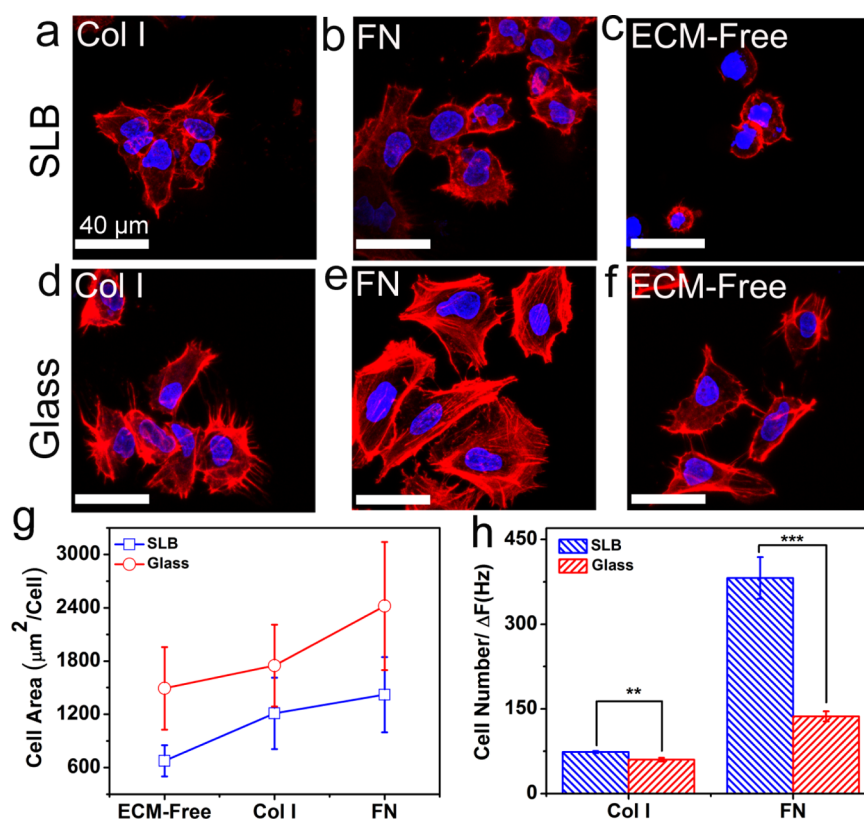 a Col I
b FN
c ECM-Free
SLB
40 μm
d Col I
e FN
f ECM-Free
Glass
g
SLB
Glass
3000
2400
1800
1200
600
Cell Area (μm²/Cell)
ECM-Free Col I FN
h
SLB
Glass
***
**
450
300
150
0
Cell Number/ ΔF(Hz)
Col I FN